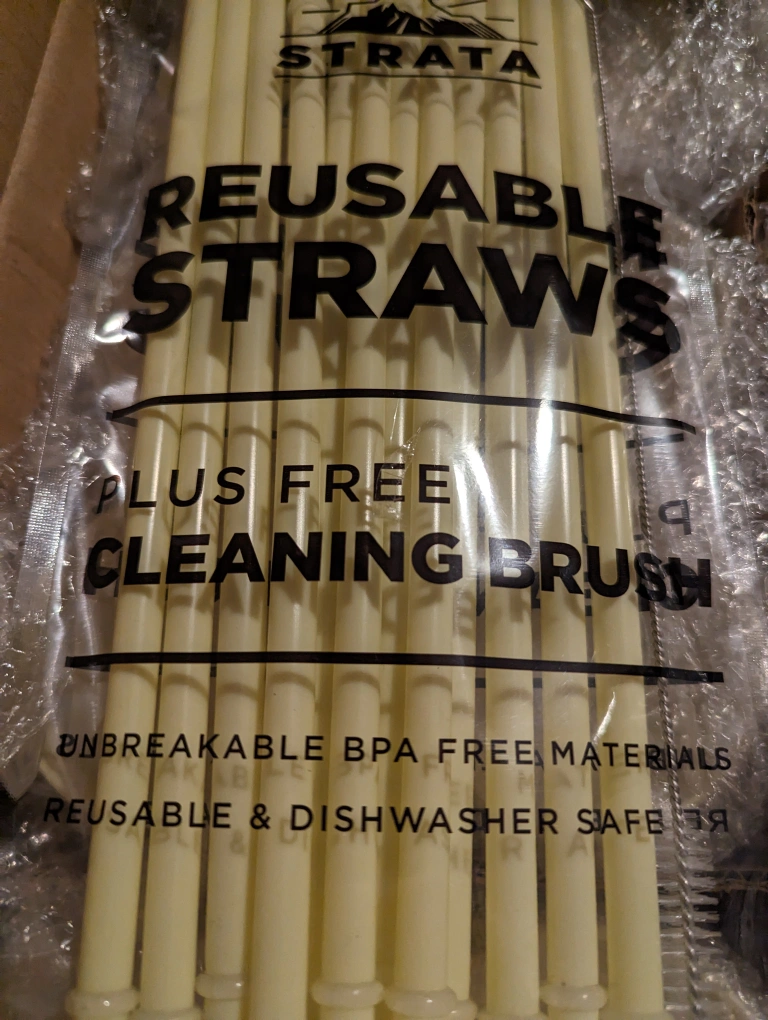 STRATA
REUSABLE
STRAWS
PLUS FREE
CLEANING BRUSH
UNBREAKABLE BPA FREE MATERIALS
REUSABLE & DISHWASHER SAFE